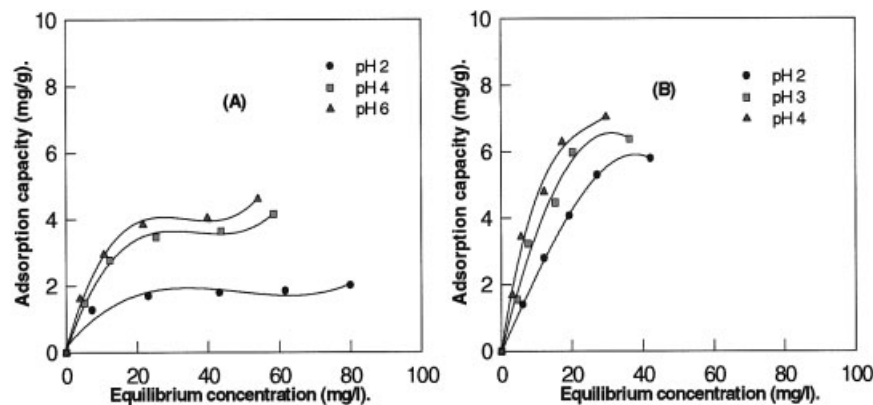 10
8
6
4
2
0
Adsorption capacity (mg/g).
(A)
pH 2
pH 4
pH 6
0 20 40 60 80 100
Equilibrium concentration (mg/l).
10
8
6
4
2
0
Adsorption capacity (mg/g).
(B)
pH 2
pH 3
pH 4
0 20 40 60 80 100
Equilibrium concentration (mg/l).